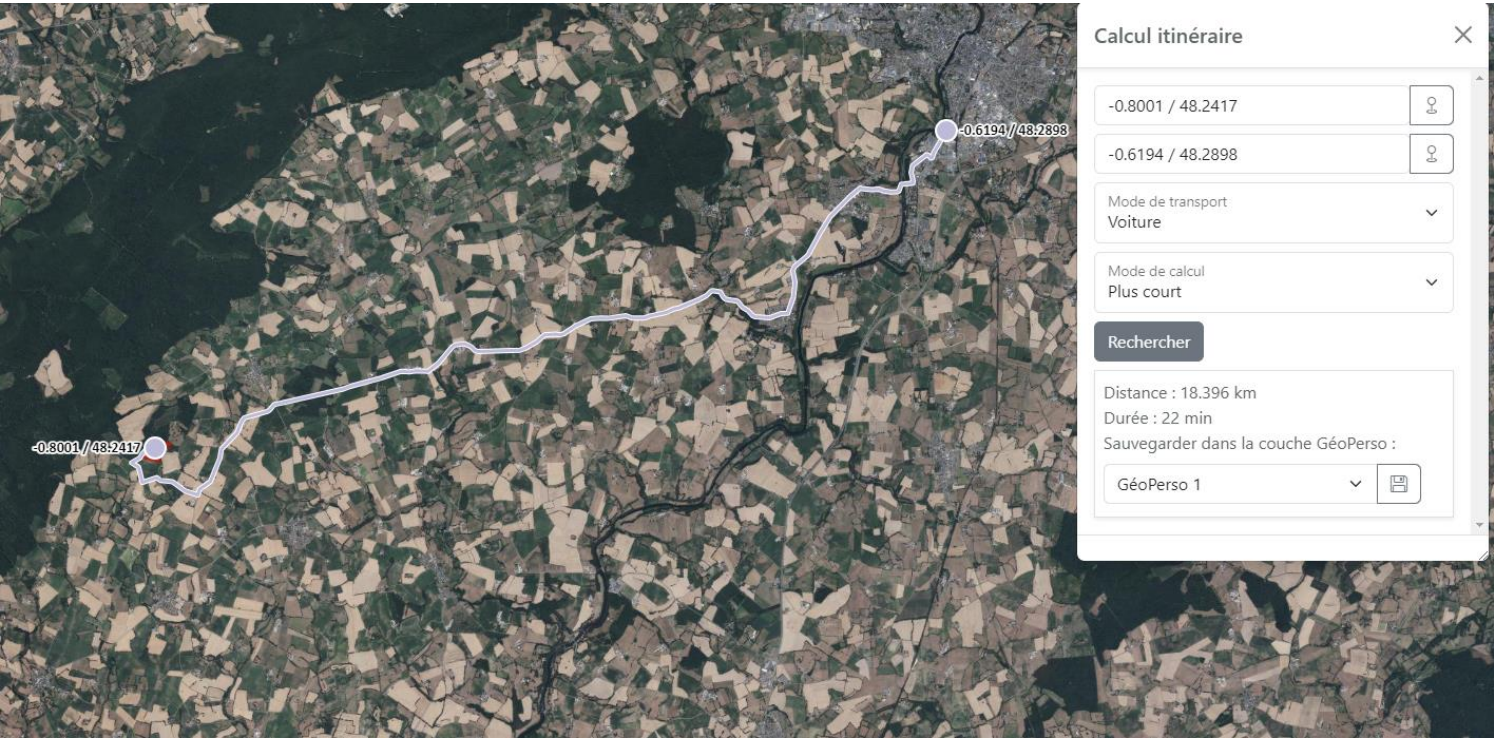 Calcul itinéraire
-0.8001 / 48.2417
-0.6194 / 48.2898
-0.6194 / 48.2898
Mode de transport
Voiture
Mode de calcul
Plus court
Rechercher
Distance : 18.396 km
Durée : 22 min
Sauvegarder dans la couche GéoPerso :
GéoPerso 1
-0.8001 / 48.2417